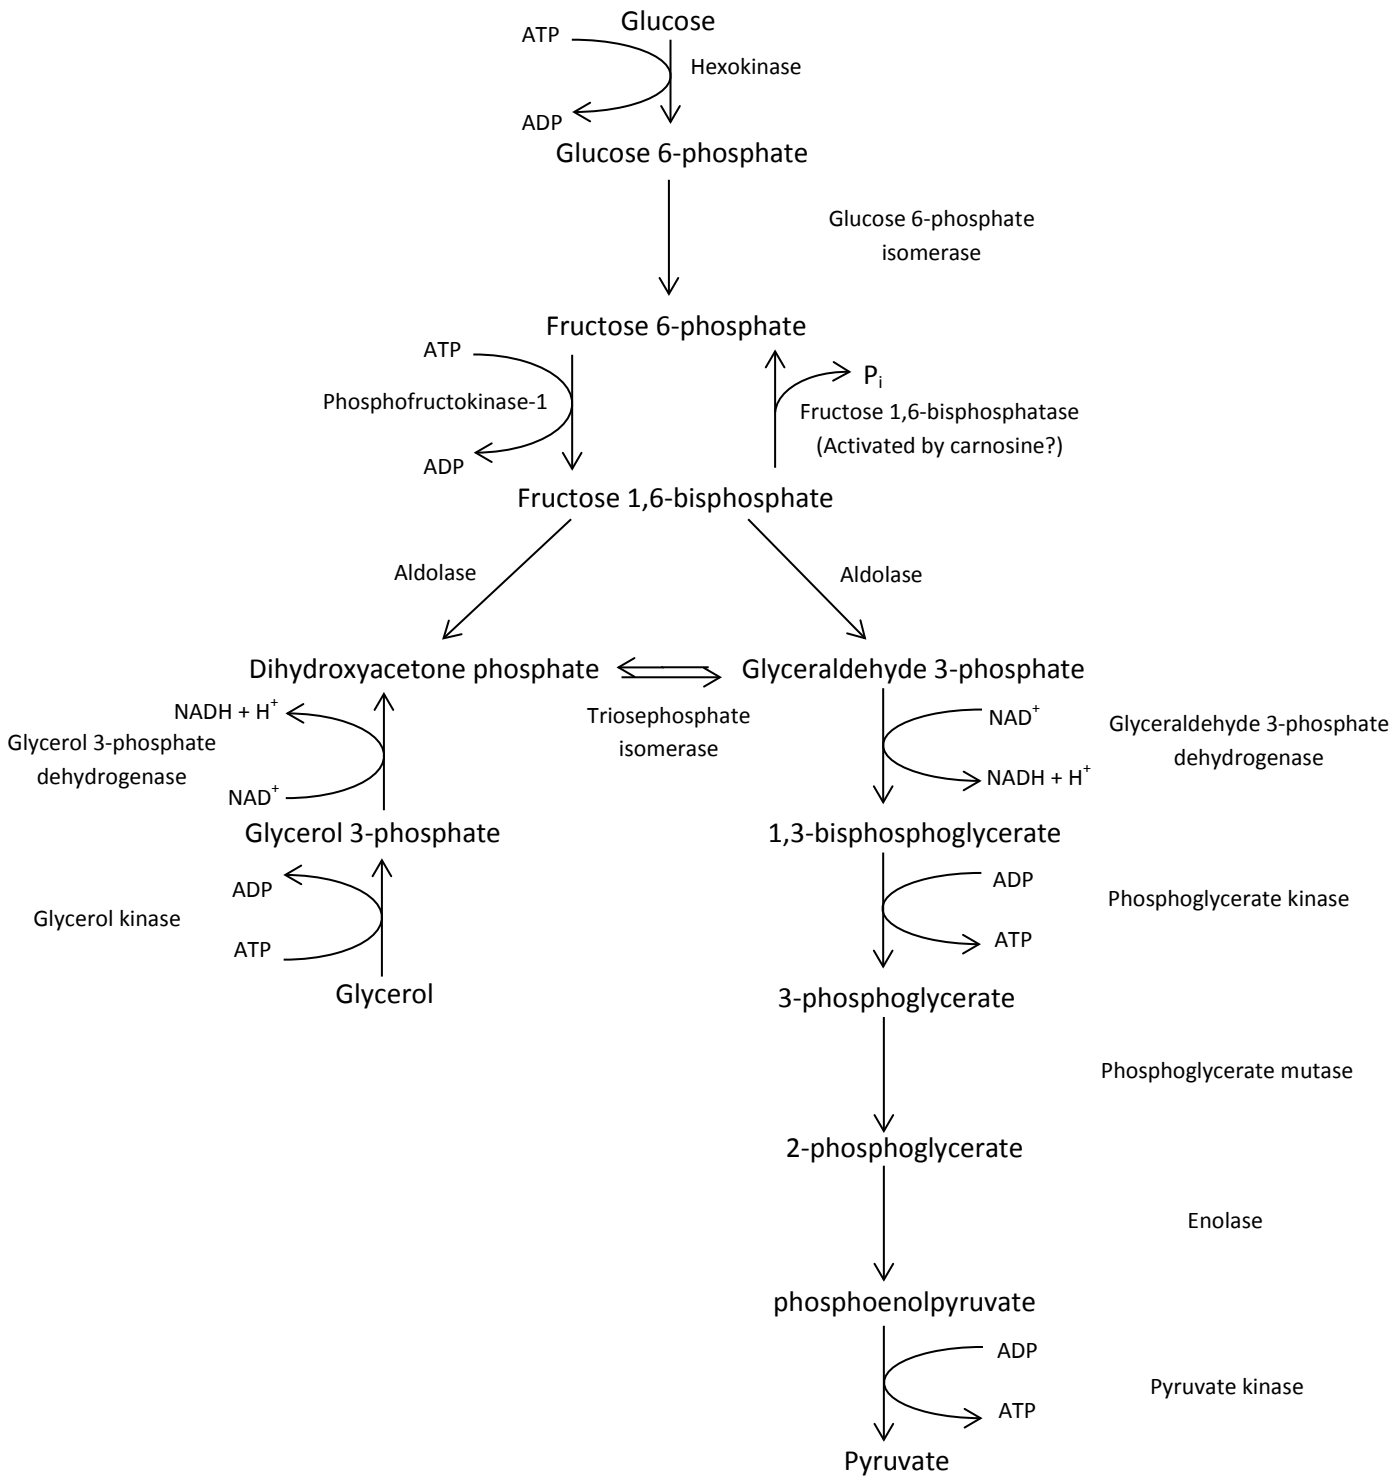 Glucose
ATP
Hexokinase
ADP
Glucose 6-phosphate
Glucose 6-phosphate
isomerase
Fructose 6-phosphate
ATP
Phosphofructokinase-1
ADP
Pi
Fructose 1,6-bisphosphatase
(Activated by carnosine?)
Fructose 1,6-bisphosphate
Aldolase
Aldolase
Dihydroxyacetone phosphate
Glyceraldehyde 3-phosphate
Triosephosphate
isomerase
NADH + H+
Glycerol 3-phosphate
dehydrogenase
NAD+
NAD+
Glyceraldehyde 3-phosphate
dehydrogenase
NADH + H+
Glycerol 3-phosphate
1,3-bisphosphoglycerate
ADP
Glycerol kinase
ATP
Glycerol
ADP
Phosphoglycerate kinase
ATP
3-phosphoglycerate
Phosphoglycerate mutase
2-phosphoglycerate
Enolase
phosphoenolpyruvate
ADP
Pyruvate kinase
ATP
Pyruvate